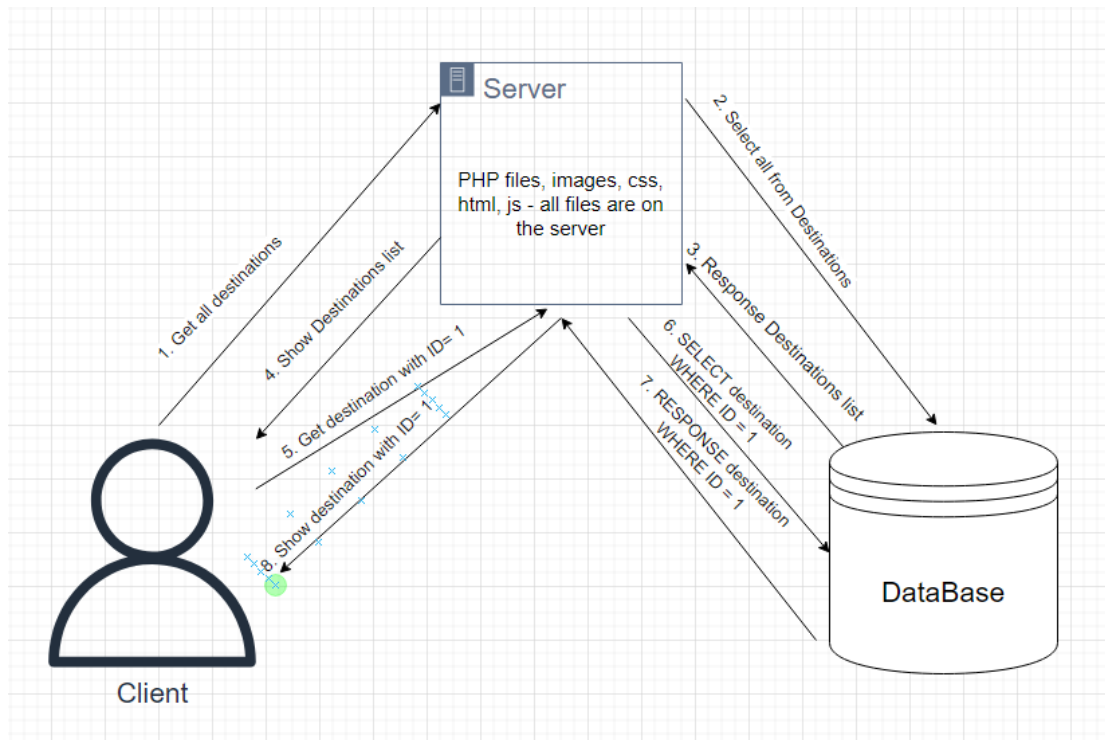 Server
PHP files, images, css,
html, js - all files are on
the server
1. Get all destinations
2. Select all from Destinations
3. Response Destinations list
4. Show Destinations list
5. Get destination with ID= 1
6. SELECT destination
WHERE ID = 1
7. RESPONSE destination
WHERE ID = 1
8. Show destination with ID= 1
DataBase
Client